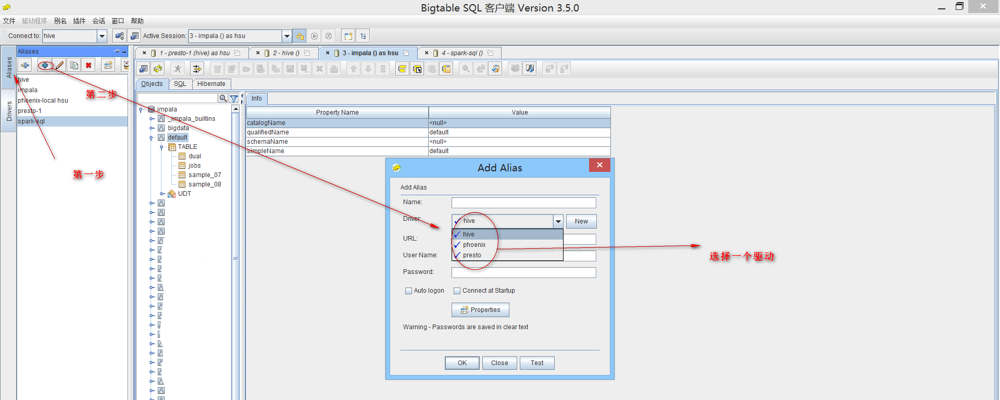 Bigtable SQL 客户端 Version 3.5.0
文件 驱动程序 别名 插件 会话 窗口 帮助
Connect to: hive Active Session: 3 - impala () as hsu
Aliases
Drivers
Aliases
hive
impala
phoenix-local hsu
presto-1
spark-sql
第一步
第二步
1 - presto-1 (hive) as hsu 2 - hive () 3 - impala () as hsu 4 - spark-sql ()
Objects SQL Hibernate
impala
_impala_builtins
bigdata
default
TABLE
dual
jobs
sample_07
sample_08
UDT
Info
Property Name Value
catalogName <null>
qualifiedName default
schemaName <null>
simpleName default
Add Alias
Add Alias
Name:
Driver: hive New
hive
phoenix
presto
URL:
User Name:
Password:
Auto logon Connect at Startup
Properties
Warning - Passwords are saved in clear text
OK Close Test
选择一个驱动